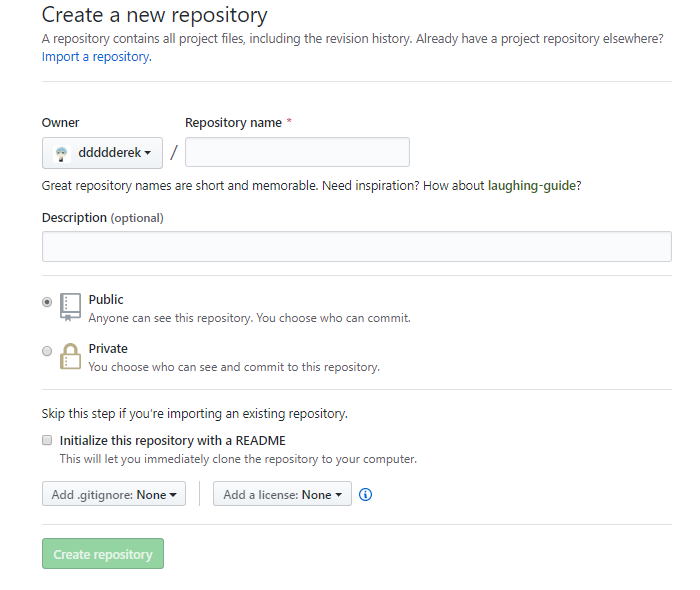 Create a new repository
A repository contains all project files, including the revision history. Already have a project repository elsewhere?
Import a repository.
Owner
Repository name *
ddddderek
/
Great repository names are short and memorable. Need inspiration? How about laughing-guide?
Description (optional)
Public
Anyone can see this repository. You choose who can commit.
Private
You choose who can see and commit to this repository.
Skip this step if you're importing an existing repository.
Initialize this repository with a README
This will let you immediately clone the repository to your computer.
Add .gitignore: None
Add a license: None
Create repository